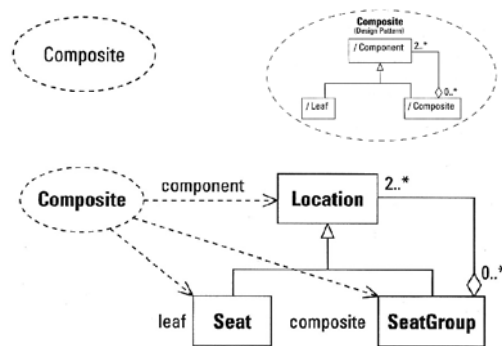 Composite
Composite
(Design Pattern)
/ Component
2..*
/ Leaf
/ Composite
0..*
Composite
component
Location
2..*
0..*
leaf
Seat
composite
SeatGroup